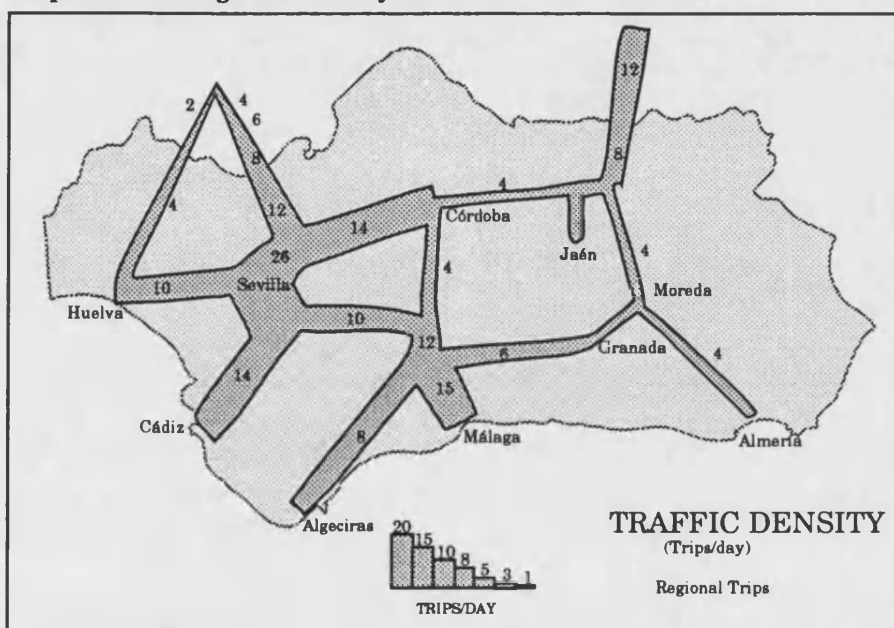 12
2
4
6
8
8
4
12
4
14
Córdoba
26
Jaén
4
4
Sevilla
10
Moreda
Huelva
10
12
6
Granada
4
14
15
Cádiz
8
Málaga
Almería
Algeciras
TRAFFIC DENSITY
(Trips/day)
Regional Trips
20
15
10
8
5
3
1
TRIPS/DAY